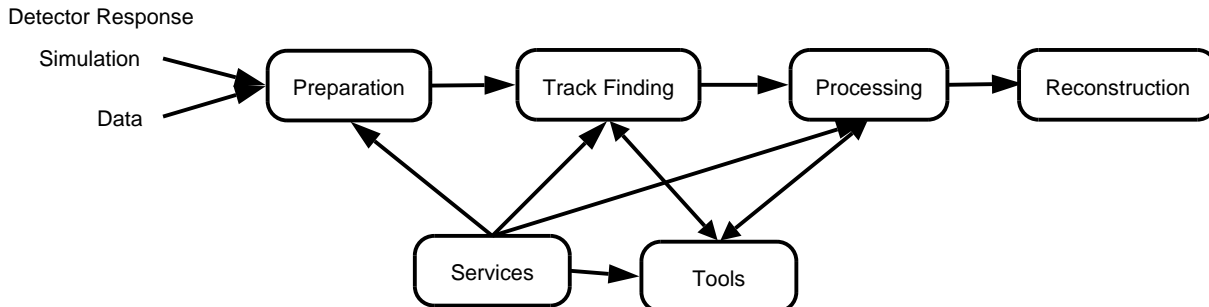 Detector Response
Simulation
Data
Preparation
Track Finding
Processing
Reconstruction
Services
Tools